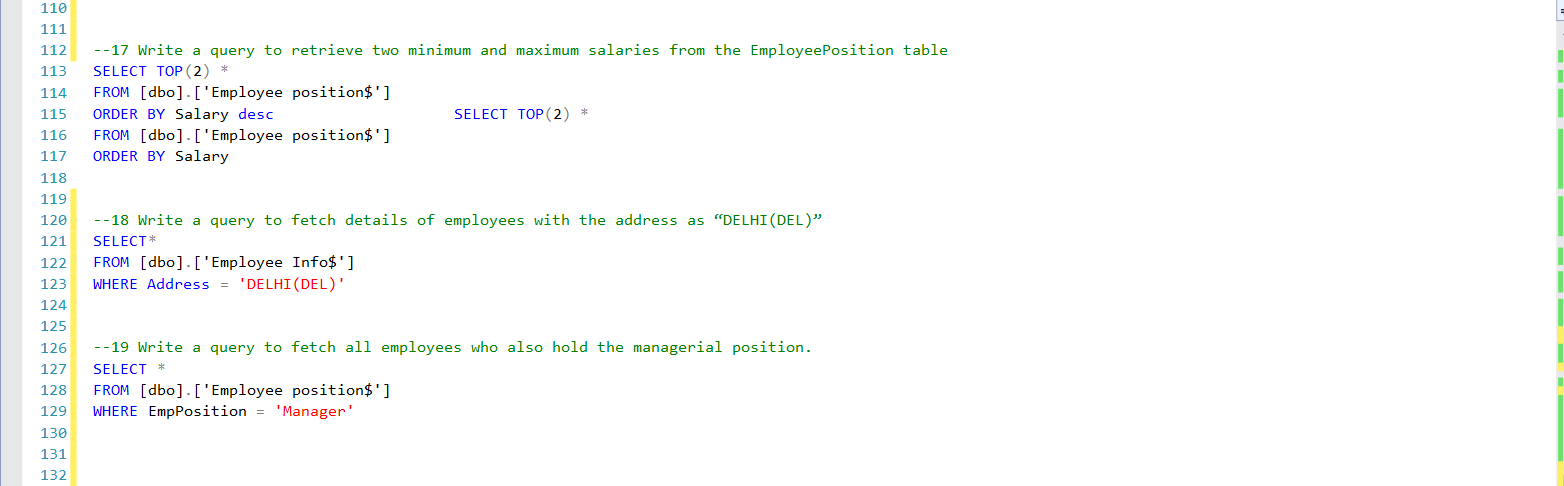 110
111
112 --17 Write a query to retrieve two minimum and maximum salaries from the EmployeePosition table
113 SELECT TOP(2) *
114 FROM [dbo].['Employee position$']
115 ORDER BY Salary desc                    SELECT TOP(2) *
116 FROM [dbo].['Employee position$']
117 ORDER BY Salary
118
119
120 --18 Write a query to fetch details of employees with the address as “DELHI(DEL)”
121 SELECT*
122 FROM [dbo].['Employee Info$']
123 WHERE Address = 'DELHI(DEL)'
124
125
126 --19 Write a query to fetch all employees who also hold the managerial position.
127 SELECT *
128 FROM [dbo].['Employee position$']
129 WHERE EmpPosition = 'Manager'
130
131
132